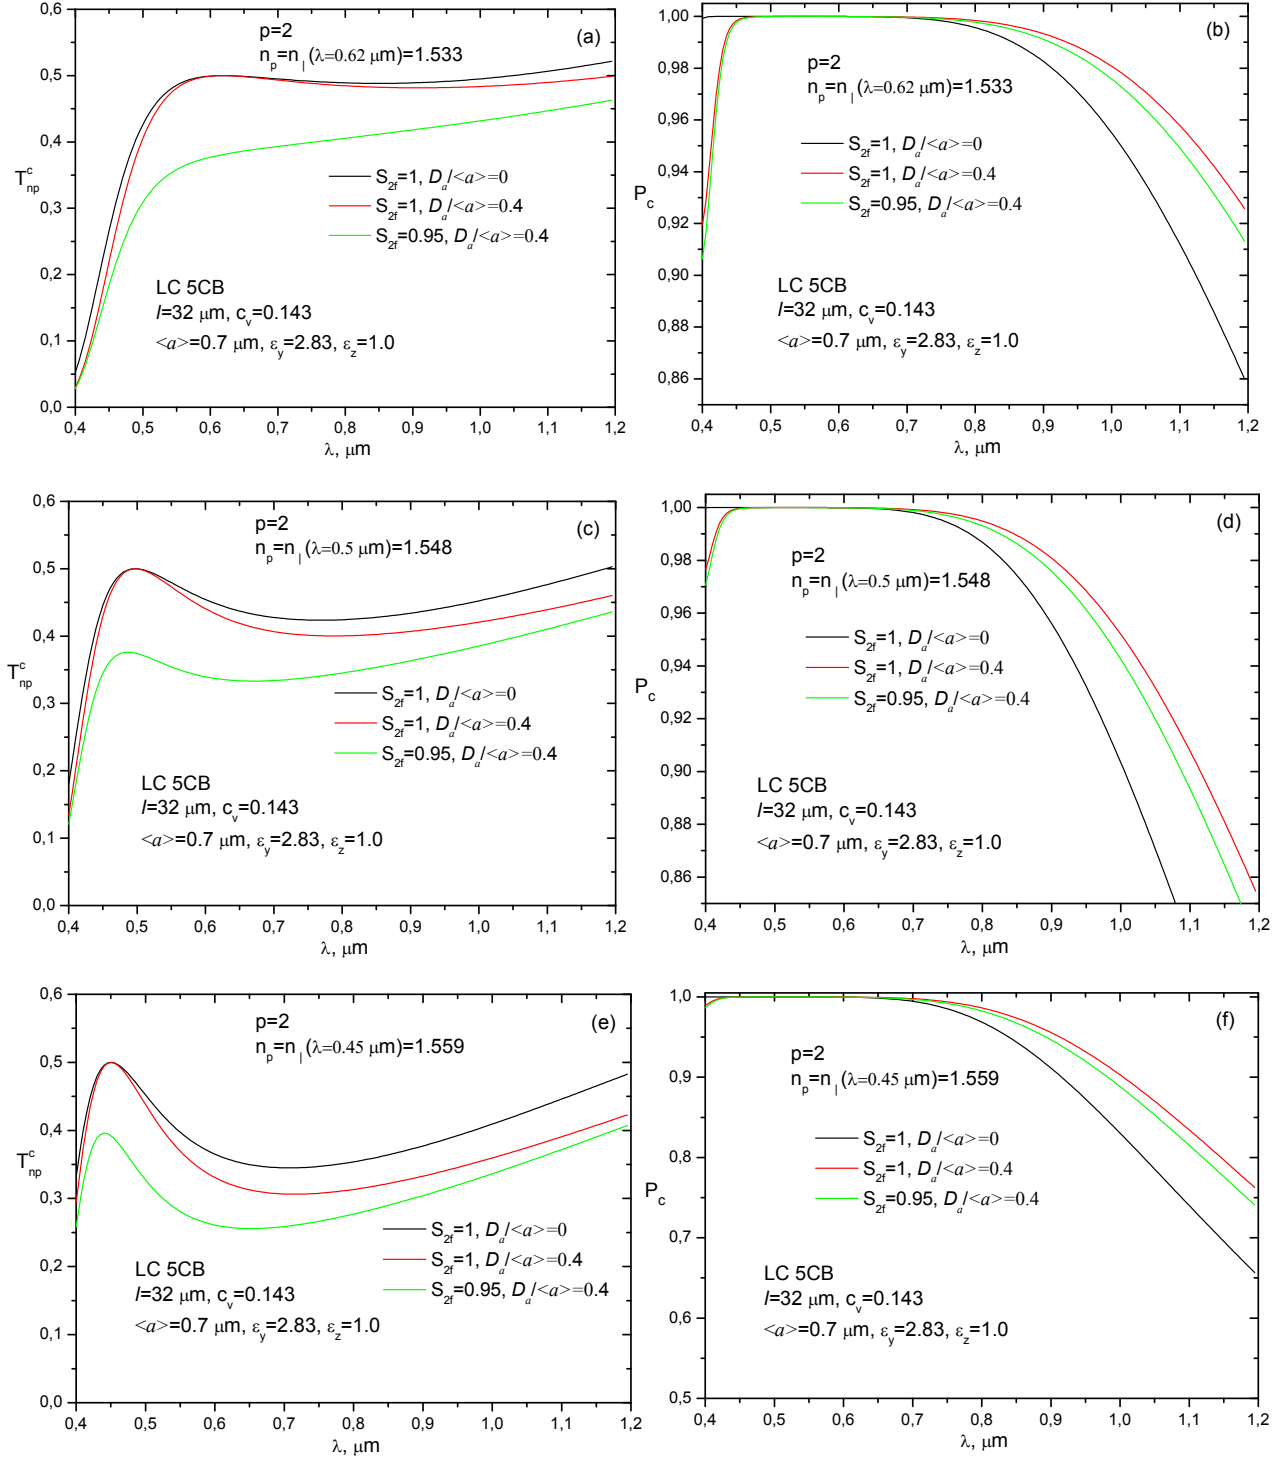 0,6
0,5
0,4
0,3
0,2
0,1
0,0
T_np^c
p=2
n_p=n_|(λ=0.62 μm)=1.533
(a)
S_2f=1, D_a/<a>=0
S_2f=1, D_a/<a>=0.4
S_2f=0.95, D_a/<a>=0.4
LC 5CB
l=32 μm, c_v=0.143
<a>=0.7 μm, ε_y=2.83, ε_z=1.0
0,4 0,5 0,6 0,7 0,8 0,9 1,0 1,1 1,2
λ, μm
1,00
0,98
0,96
0,94
0,92
0,90
0,88
0,86
P_c
(b)
p=2
n_p=n_|(λ=0.62 μm)=1.533
S_2f=1, D_a/<a>=0
S_2f=1, D_a/<a>=0.4
S_2f=0.95, D_a/<a>=0.4
LC 5CB
l=32 μm, c_v=0.143
<a>=0.7 μm, ε_y=2.83, ε_z=1.0
0,4 0,5 0,6 0,7 0,8 0,9 1,0 1,1 1,2
λ, μm
0,6
0,5
0,4
0,3
0,2
0,1
0,0
T_np^c
p=2
n_p=n_|(λ=0.5 μm)=1.548
(c)
S_2f=1, D_a/<a>=0
S_2f=1, D_a/<a>=0.4
S_2f=0.95, D_a/<a>=0.4
LC 5CB
l=32 μm, c_v=0.143
<a>=0.7 μm, ε_y=2.83, ε_z=1.0
0,4 0,5 0,6 0,7 0,8 0,9 1,0 1,1 1,2
λ, μm
1,00
0,98
0,96
0,94
0,92
0,90
0,88
0,86
P_c
(d)
p=2
n_p=n_|(λ=0.5 μm)=1.548
S_2f=1, D_a/<a>=0
S_2f=1, D_a/<a>=0.4
S_2f=0.95, D_a/<a>=0.4
LC 5CB
l=32 μm, c_v=0.143
<a>=0.7 μm, ε_y=2.83, ε_z=1.0
0,4 0,5 0,6 0,7 0,8 0,9 1,0 1,1 1,2
λ, μm
0,6
0,5
0,4
0,3
0,2
0,1
0,0
T_np^c
p=2
n_p=n_|(λ=0.45 μm)=1.559
(e)
S_2f=1, D_a/<a>=0
S_2f=1, D_a/<a>=0.4
S_2f=0.95, D_a/<a>=0.4
LC 5CB
l=32 μm, c_v=0.143
<a>=0.7 μm, ε_y=2.83, ε_z=1.0
0,4 0,5 0,6 0,7 0,8 0,9 1,0 1,1 1,2
λ, μm
1,0
0,9
0,8
0,7
0,6
0,5
P_c
(f)
p=2
n_p=n_|(λ=0.45 μm)=1.559
S_2f=1, D_a/<a>=0
S_2f=1, D_a/<a>=0.4
S_2f=0.95, D_a/<a>=0.4
LC 5CB
l=32 μm, c_v=0.143
<a>=0.7 μm, ε_y=2.83, ε_z=1.0
0,4 0,5 0,6 0,7 0,8 0,9 1,0 1,1 1,2
λ, μm